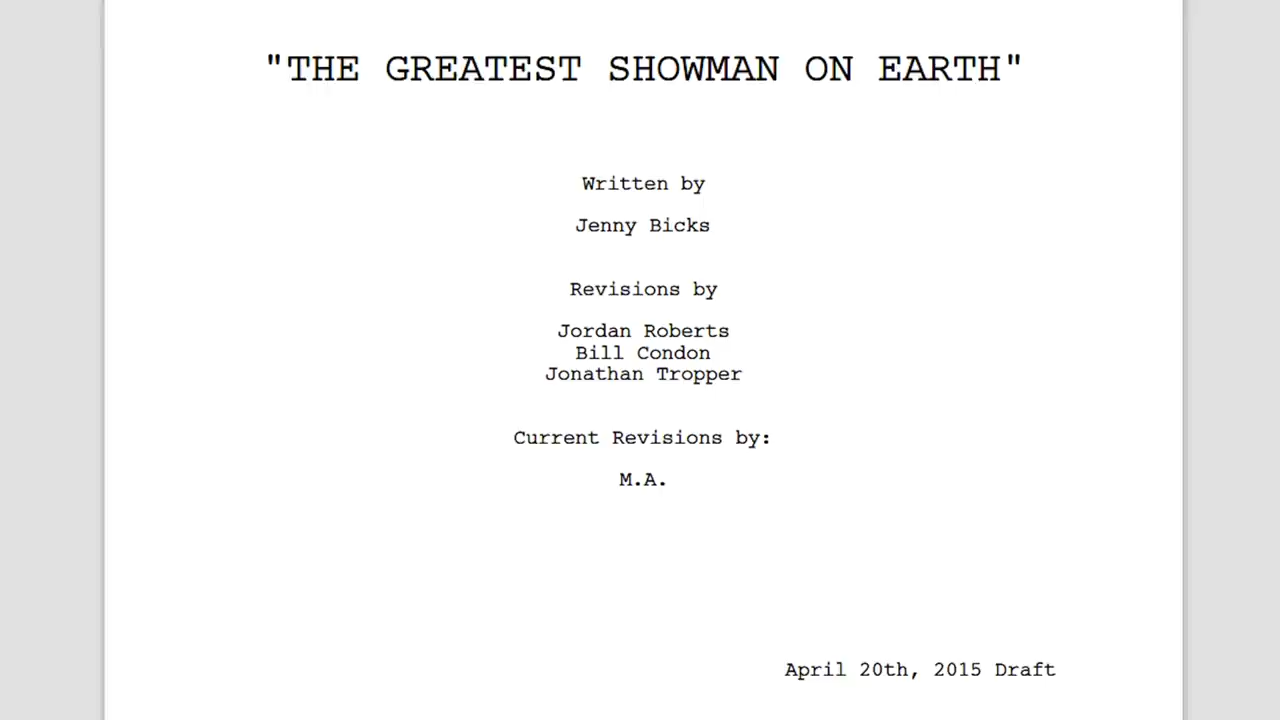 "THE GREATEST SHOWMAN ON EARTH"
Written by
Jenny Bicks
Revisions by
Jordan Roberts
Bill Condon
Jonathan Tropper
Current Revisions by:
M.A.
April 20th, 2015 Draft